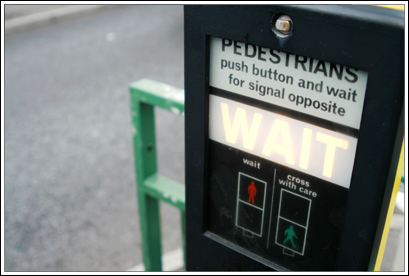 PEDESTRIANS
push button and wait
for signal opposite
WAIT
wait
cross
with care